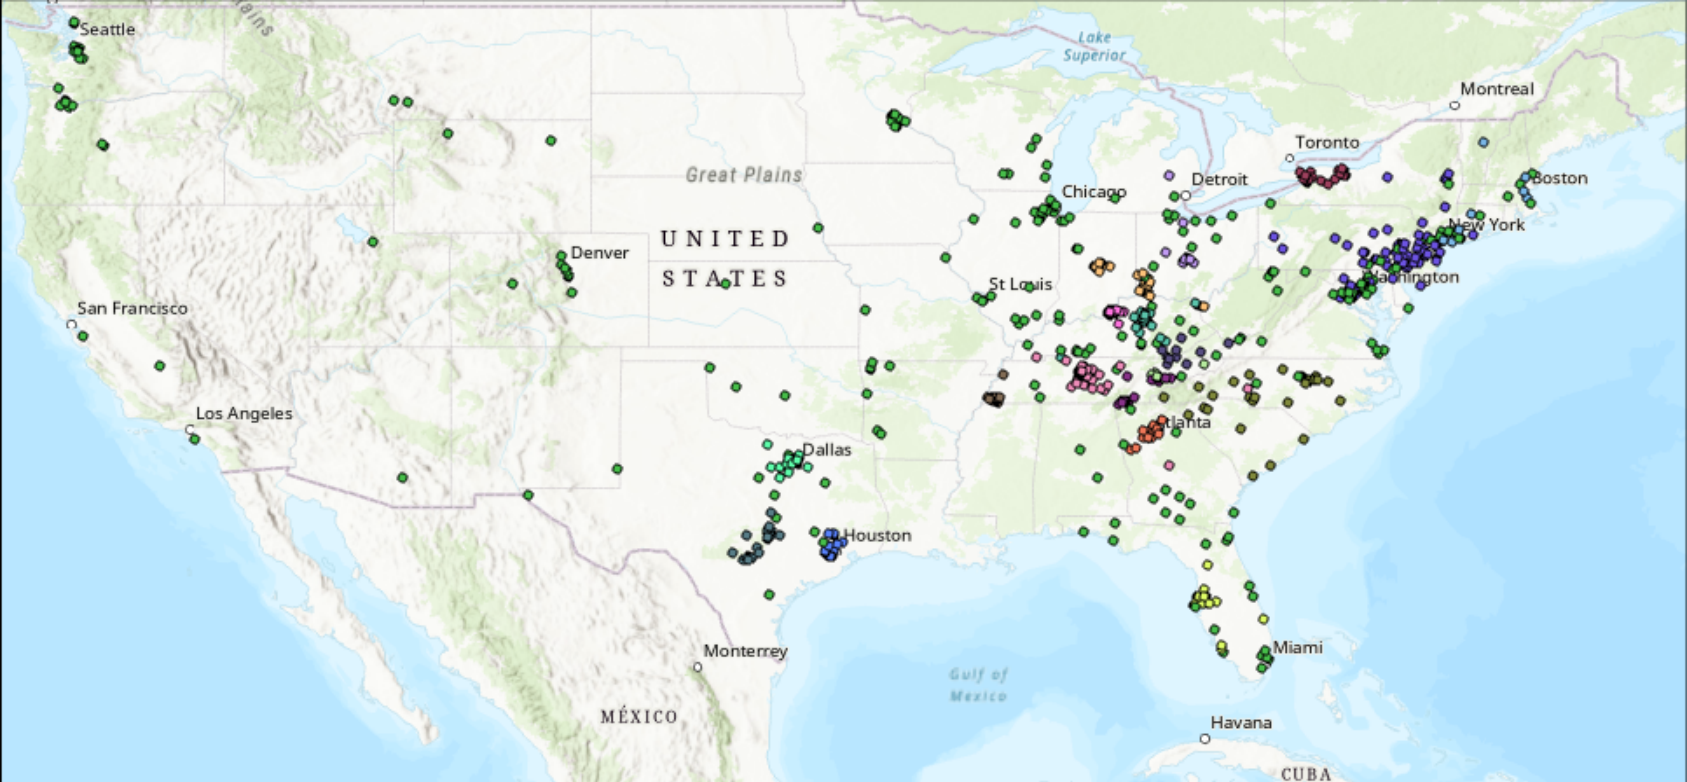 Seattle
Lake
Superior
Montreal
Toronto
Great Plains
Detroit
Boston
Chicago
New York
UNITED
Denver
STATES
Washington
St Louis
San Francisco
Los Angeles
Atlanta
Dallas
Houston
Monterrey
Miami
Gulf of
Mexico
MÉXICO
Havana
CUBA